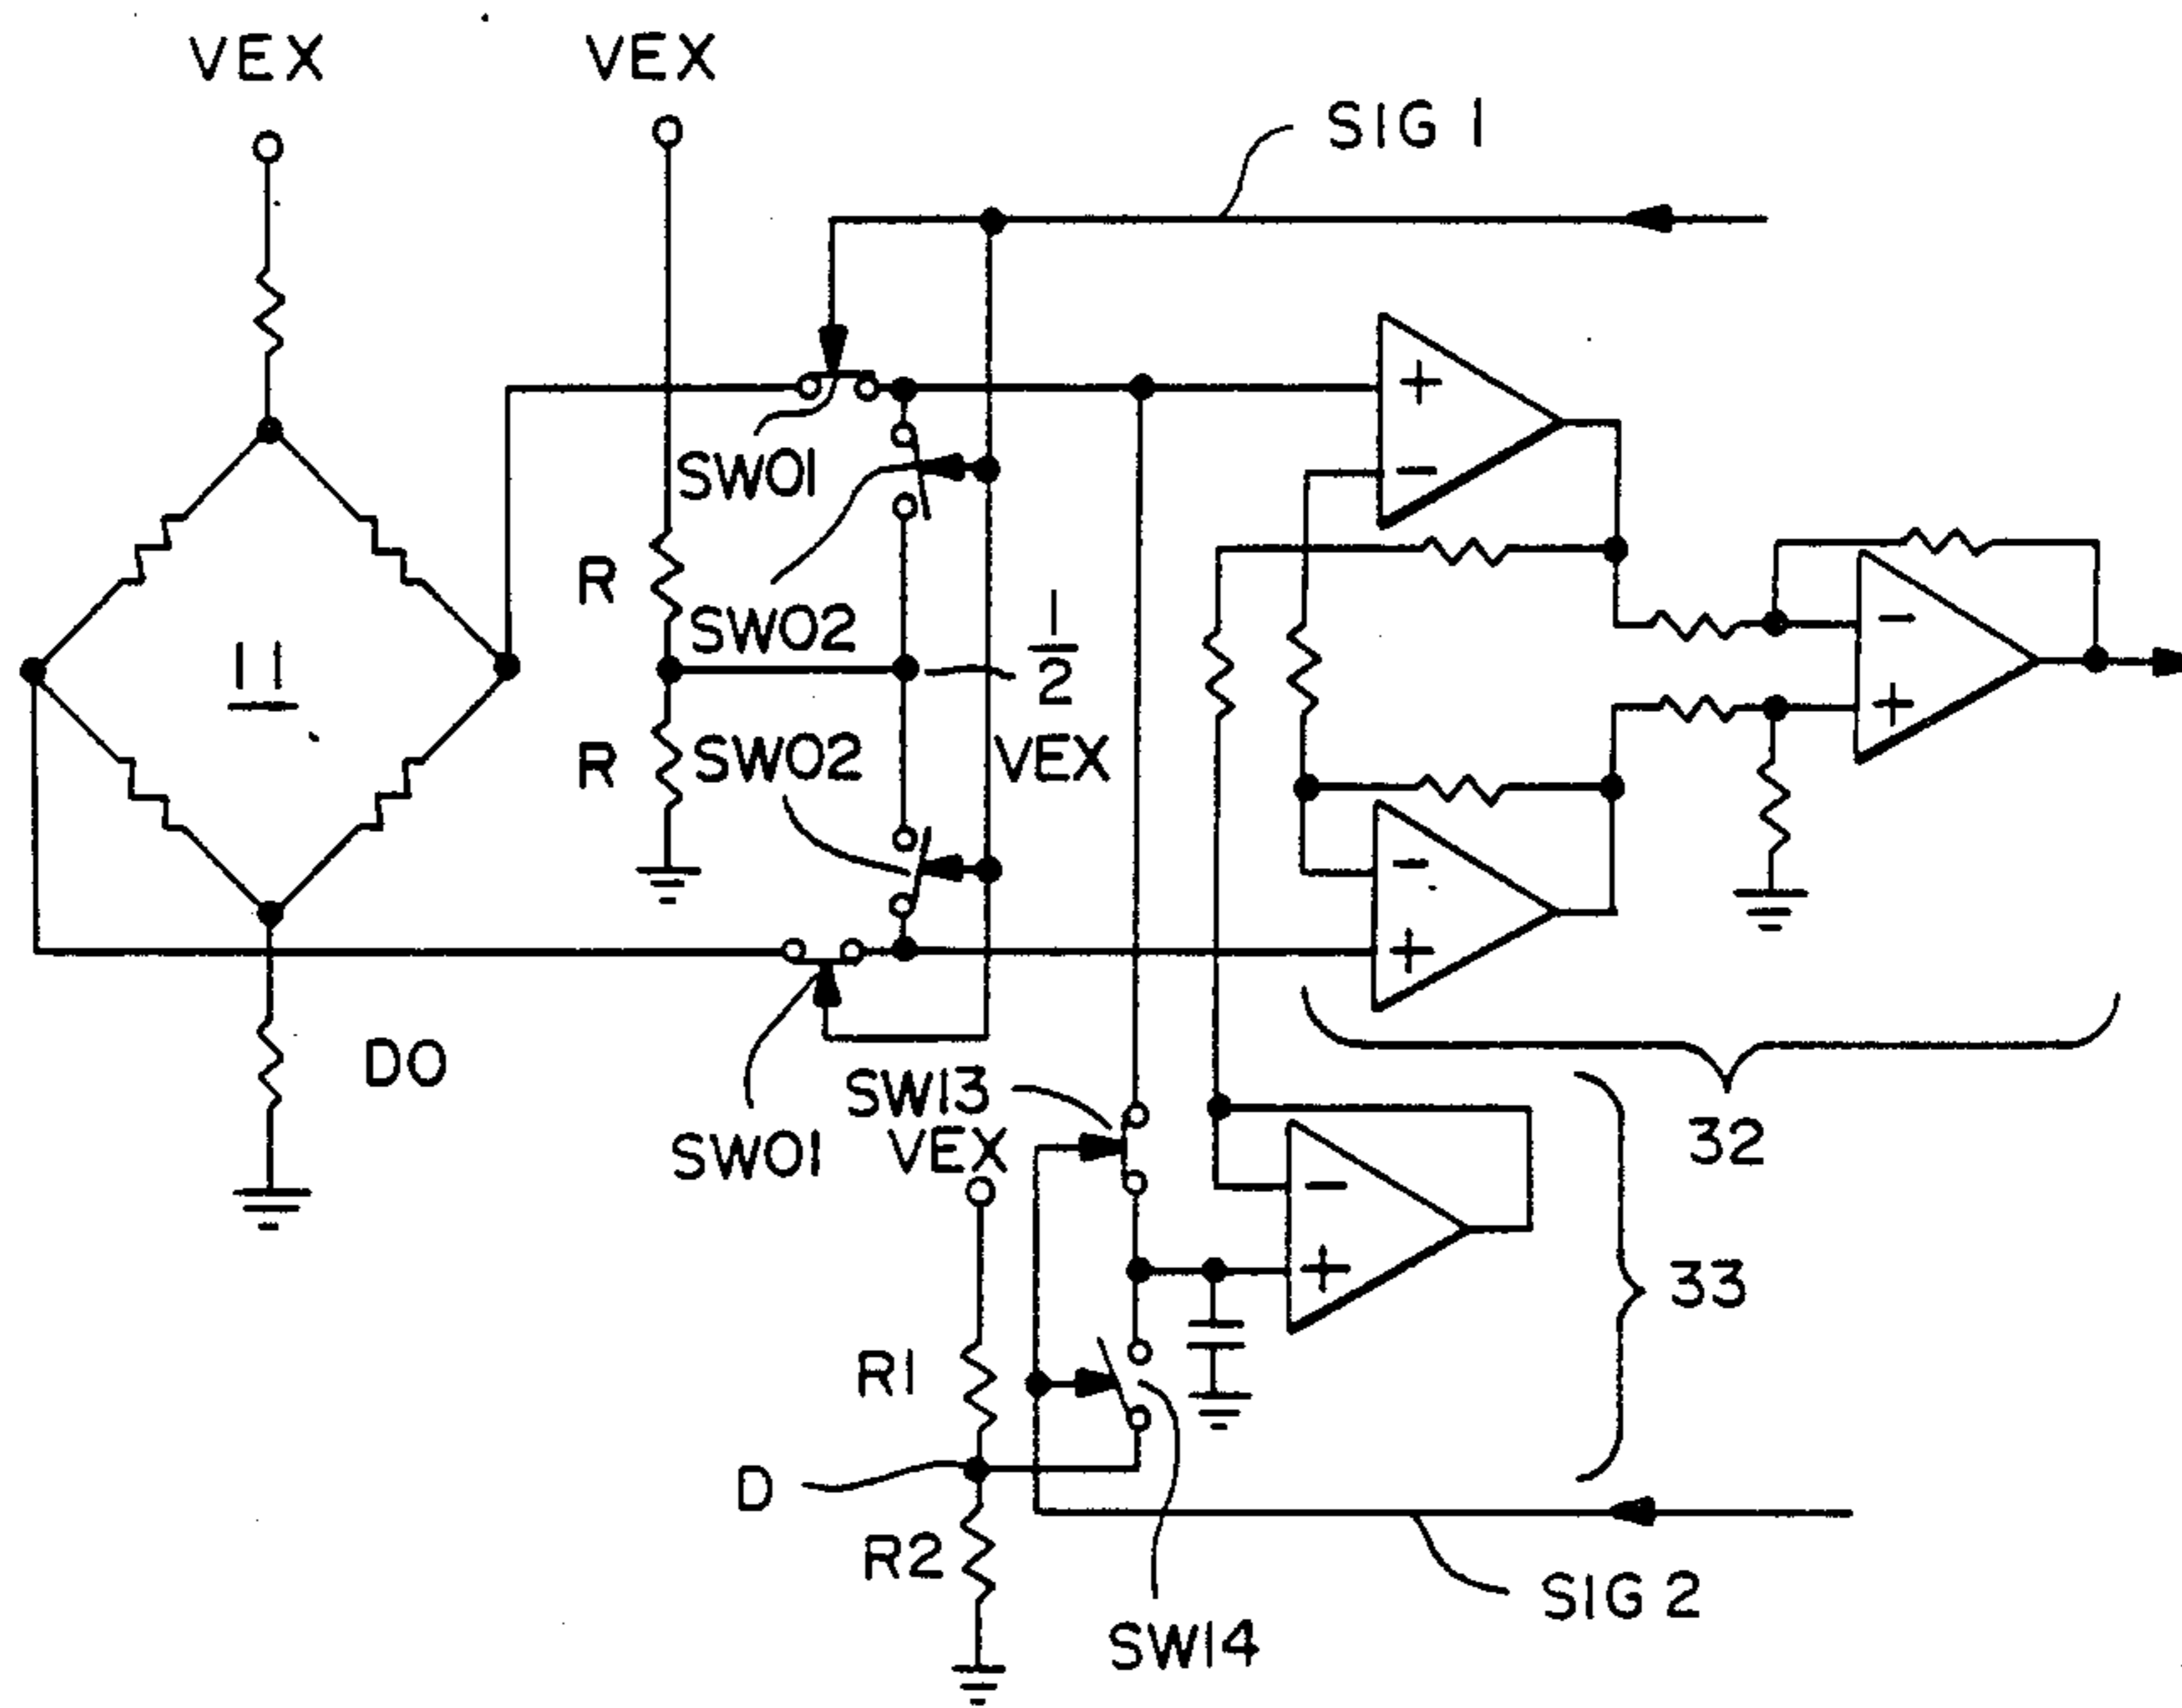 VEX
VEX
SIG 1
+
SW01
-
R
SW02
1/2
VEX
-
11
+
R
SW02
-
+
DO
SW13
SW01
VEX
32
-
+
33
R1
D
R2
SIG 2
SW14